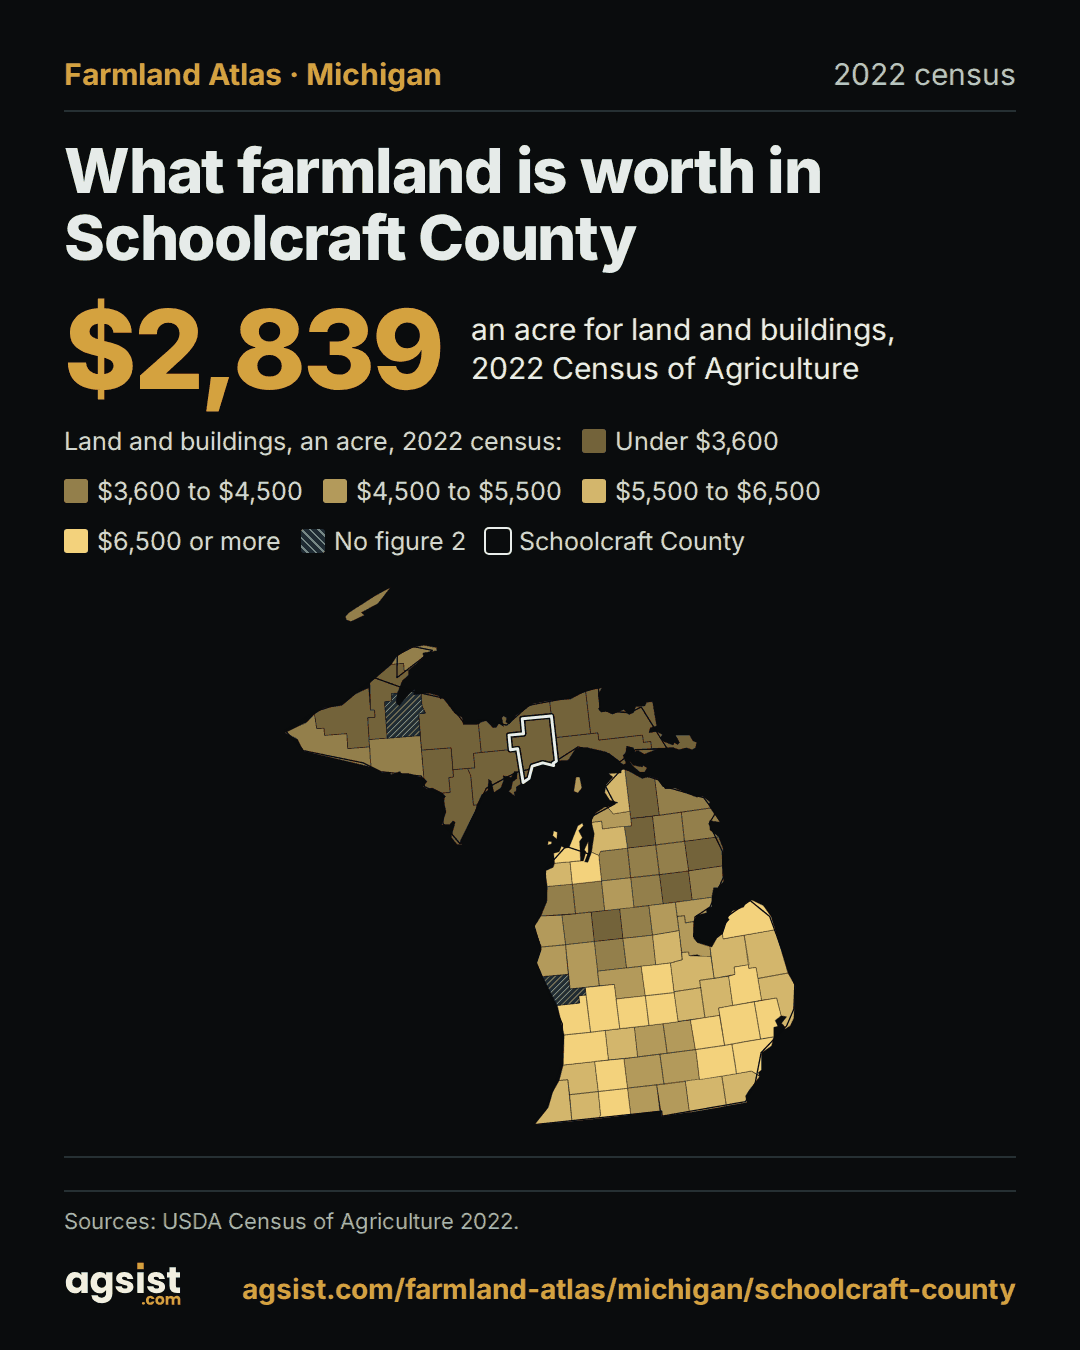 Farmland Atlas · Michigan
2022 census
What farmland is worth in
Schoolcraft County
$2,839
an acre for land and buildings,
2022 Census of Agriculture
Land and buildings, an acre, 2022 census:
Under $3,600
$3,600 to $4,500
$4,500 to $5,500
$5,500 to $6,500
$6,500 or more
No figure 2
Schoolcraft County
Sources: USDA Census of Agriculture 2022.
agsist
.com
agsist.com/farmland-atlas/michigan/schoolcraft-county